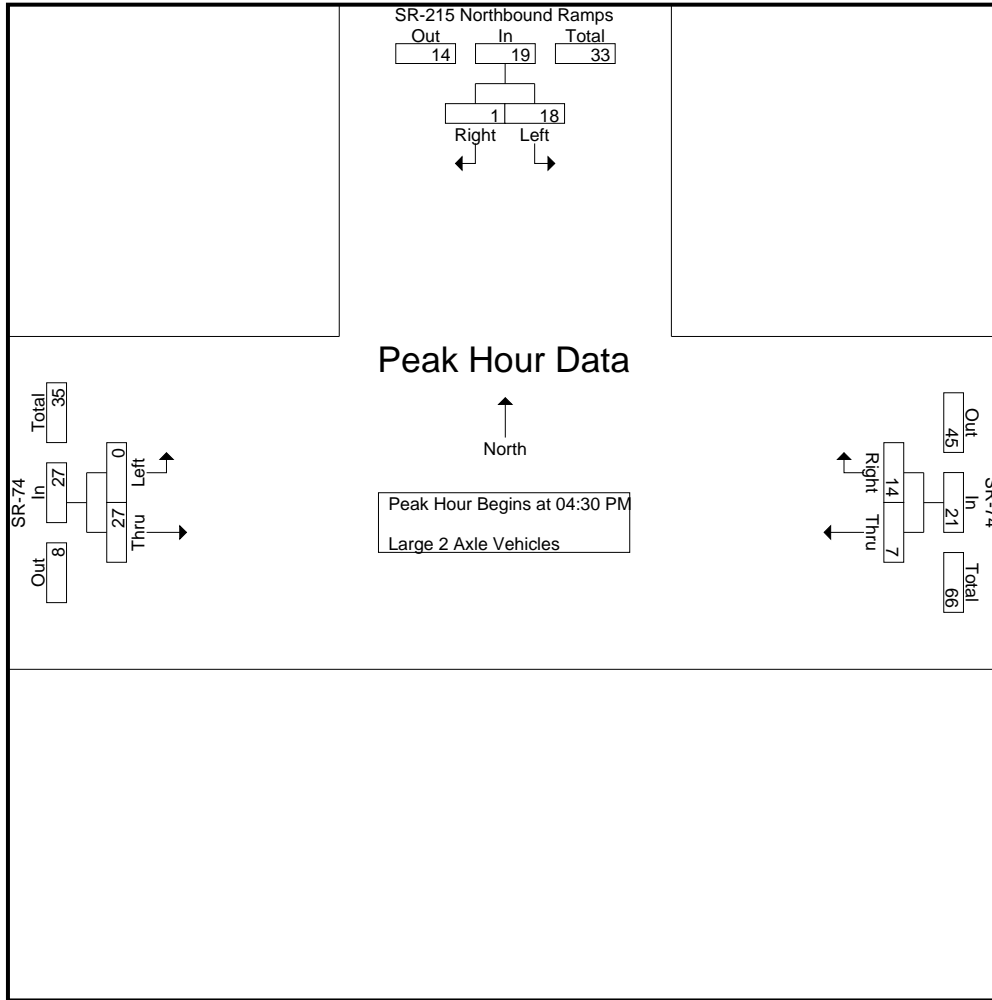 SR-215 Northbound Ramps
Out In Total
14 19 33
1 18
Right Left
Peak Hour Data
North
Peak Hour Begins at 04:30 PM
Large 2 Axle Vehicles
SR-74
Total In Out
35 27 8
0 27
Left Thru
SR-74
Out In Total
45 21 66
14 7
Right Thru